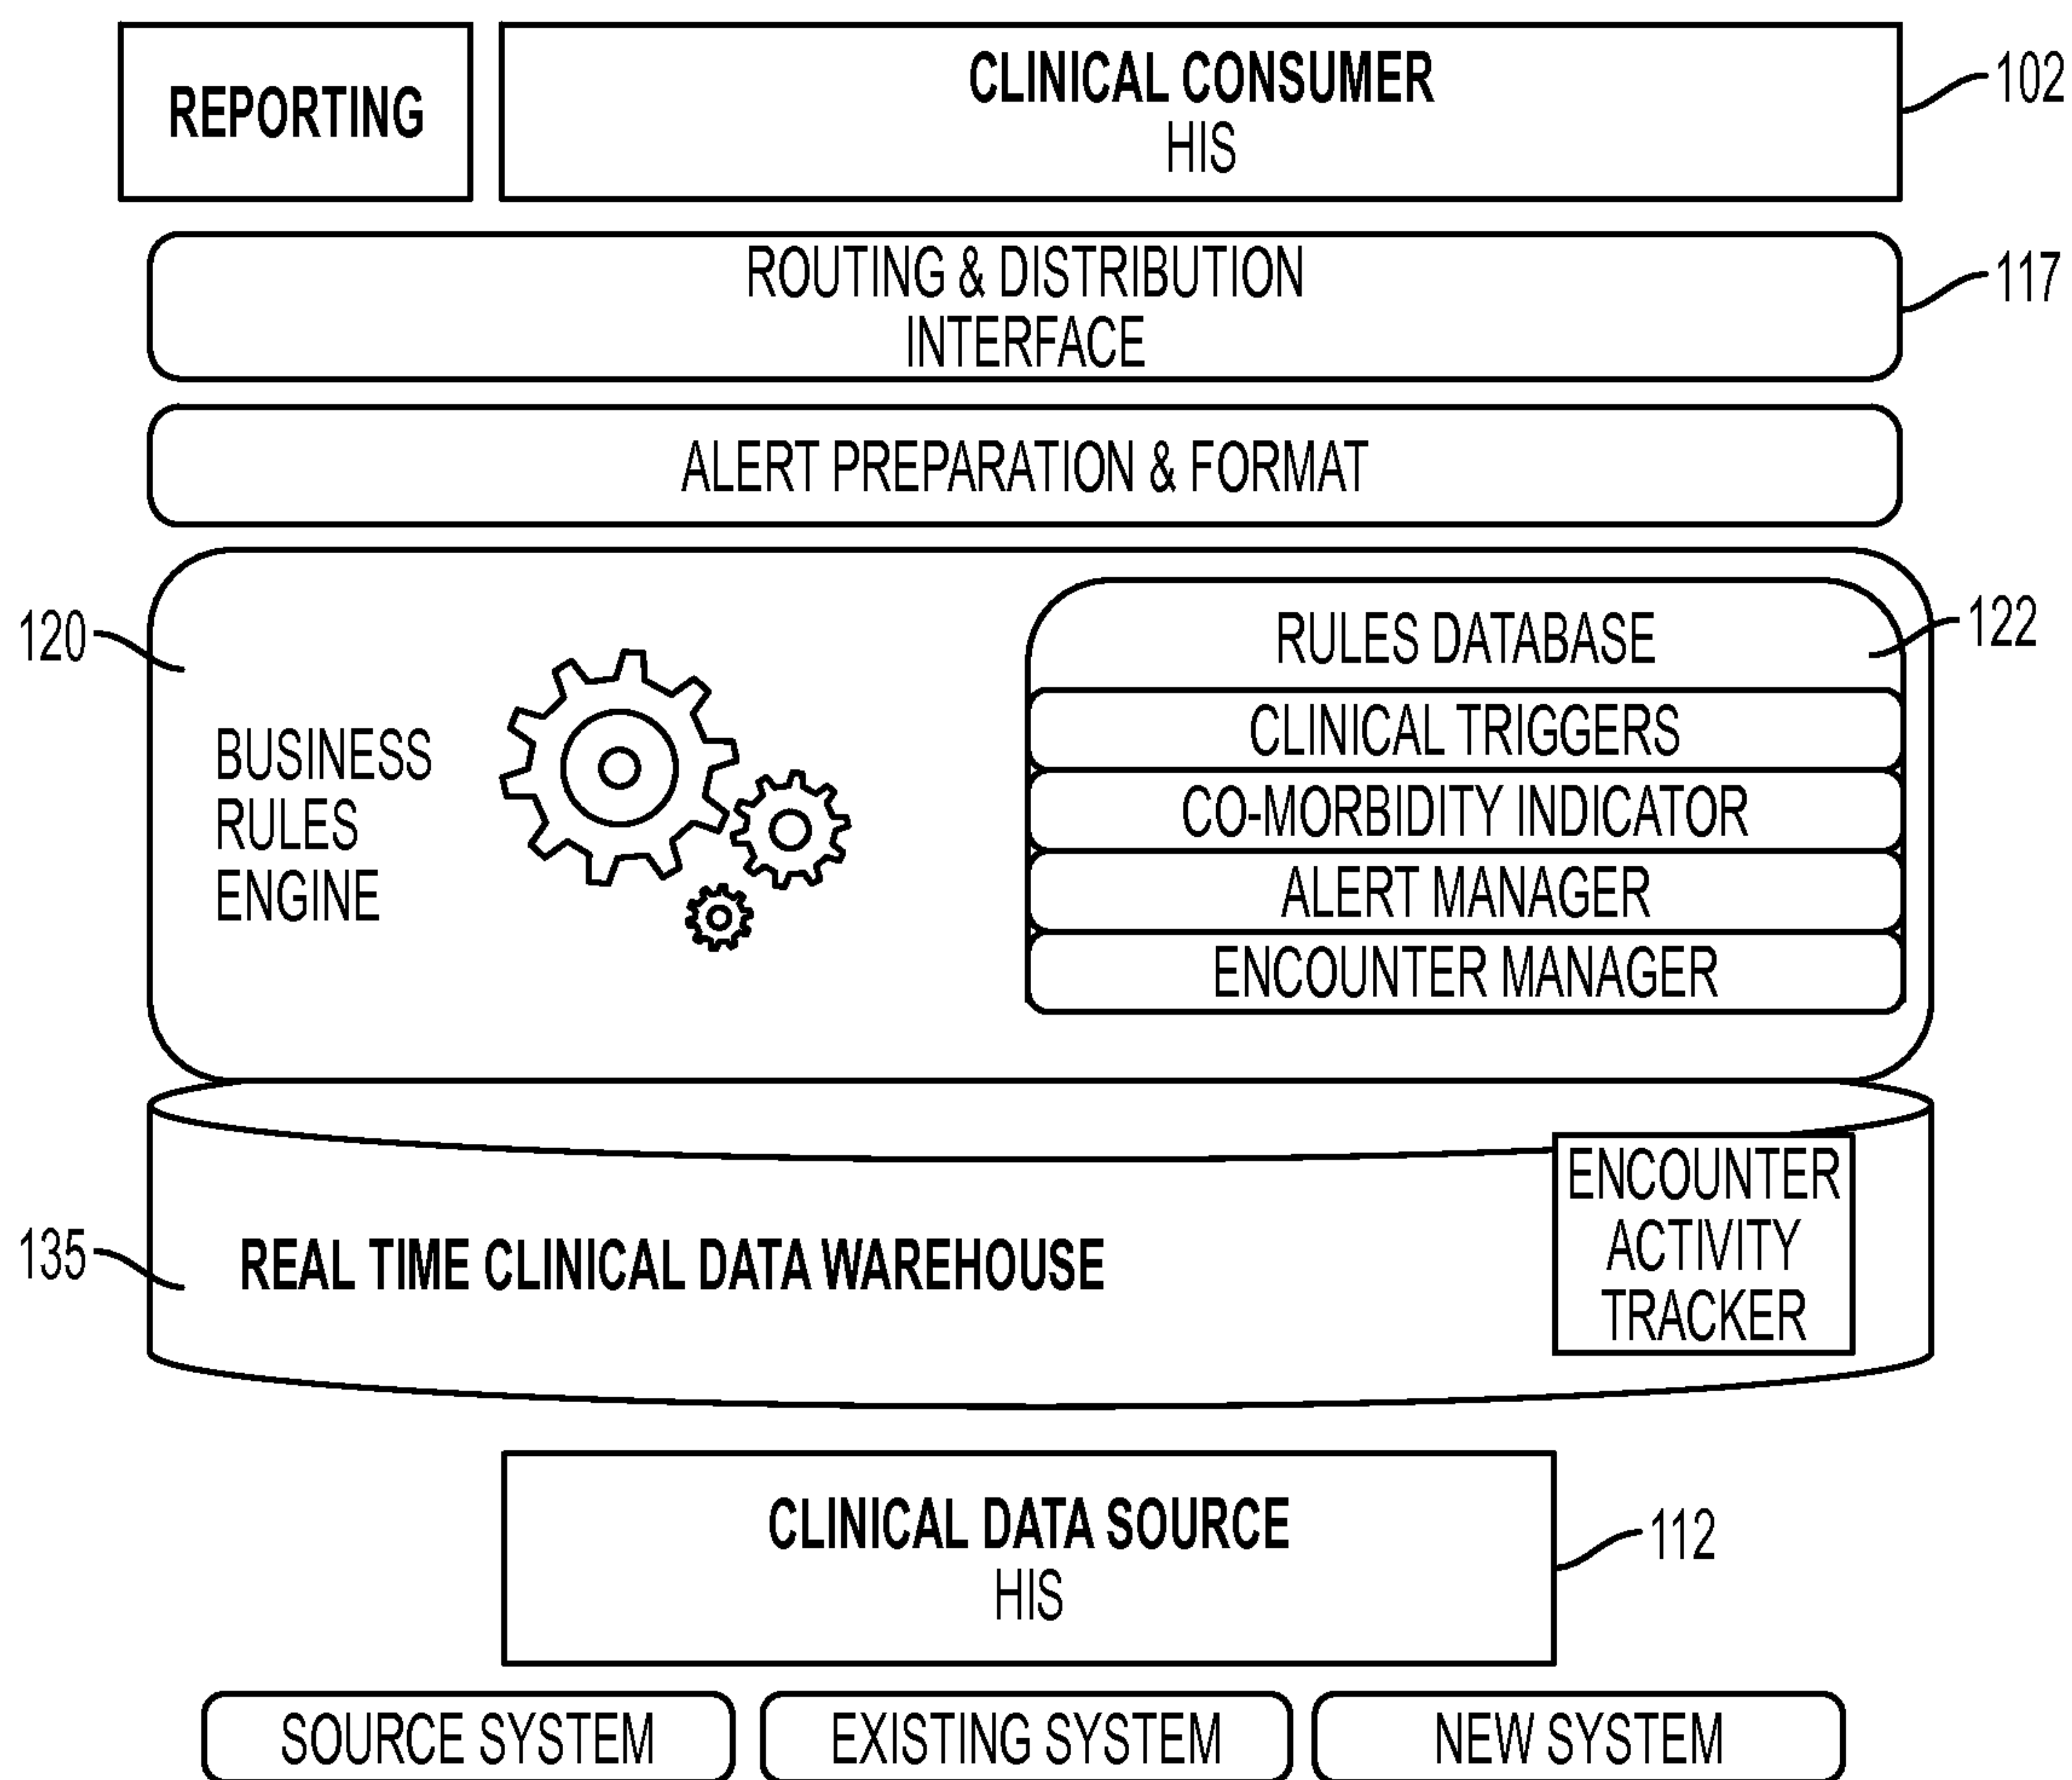 REPORTING
CLINICAL CONSUMER
HIS
102
ROUTING & DISTRIBUTION
INTERFACE
117
ALERT PREPARATION & FORMAT
120
BUSINESS
RULES
ENGINE
RULES DATABASE
122
CLINICAL TRIGGERS
CO-MORBIDITY INDICATOR
ALERT MANAGER
ENCOUNTER MANAGER
135
REAL TIME CLINICAL DATA WAREHOUSE
ENCOUNTER
ACTIVITY
TRACKER
CLINICAL DATA SOURCE
HIS
112
SOURCE SYSTEM
EXISTING SYSTEM
NEW SYSTEM